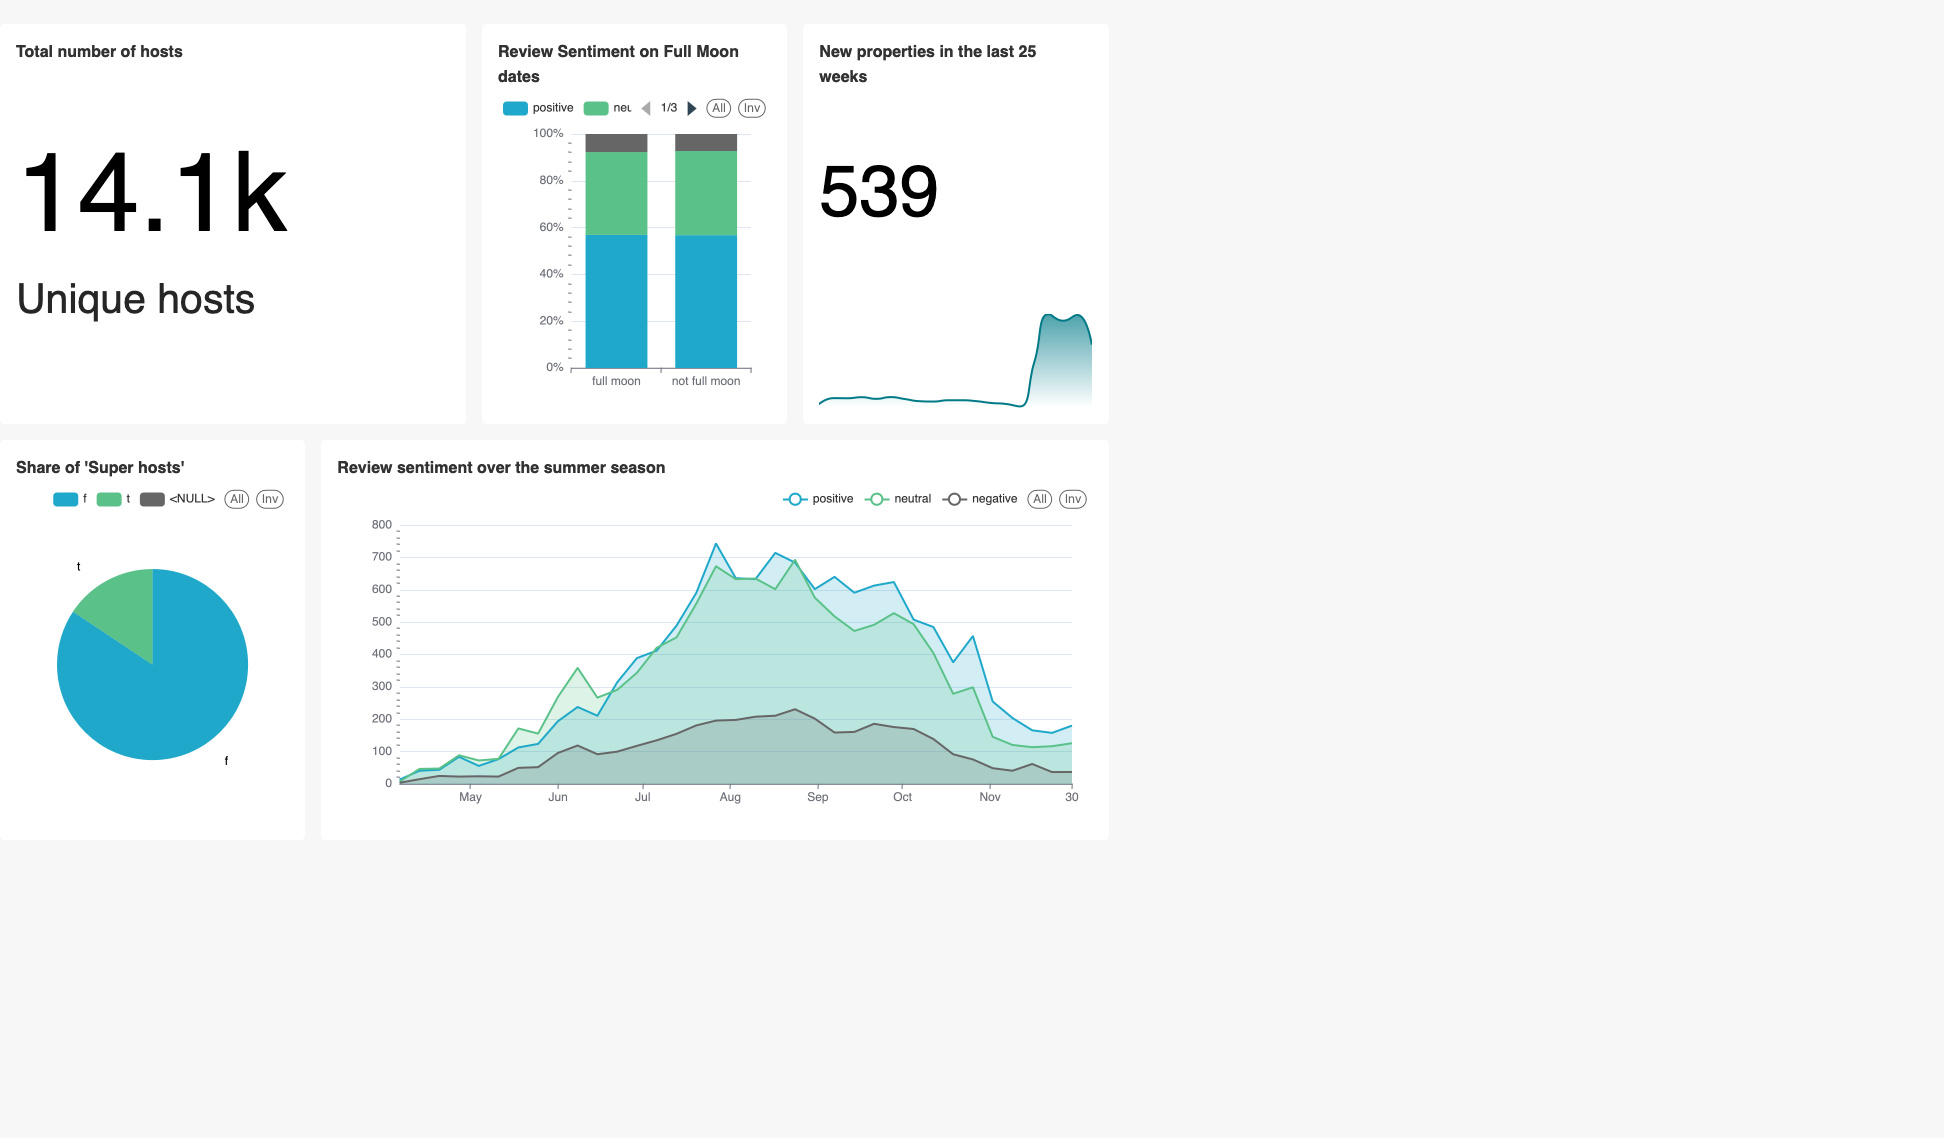 Total number of hosts
14.1k
Unique hosts
Review Sentiment on Full Moon
dates
positive neu 1/3 All Inv
100%
80%
60%
40%
20%
0%
full moon not full moon
New properties in the last 25
weeks
539
Share of 'Super hosts'
f t <NULL> All Inv
t
f
Review sentiment over the summer season
positive neutral negative All Inv
800
700
600
500
400
300
200
100
0
May Jun Jul Aug Sep Oct Nov 30